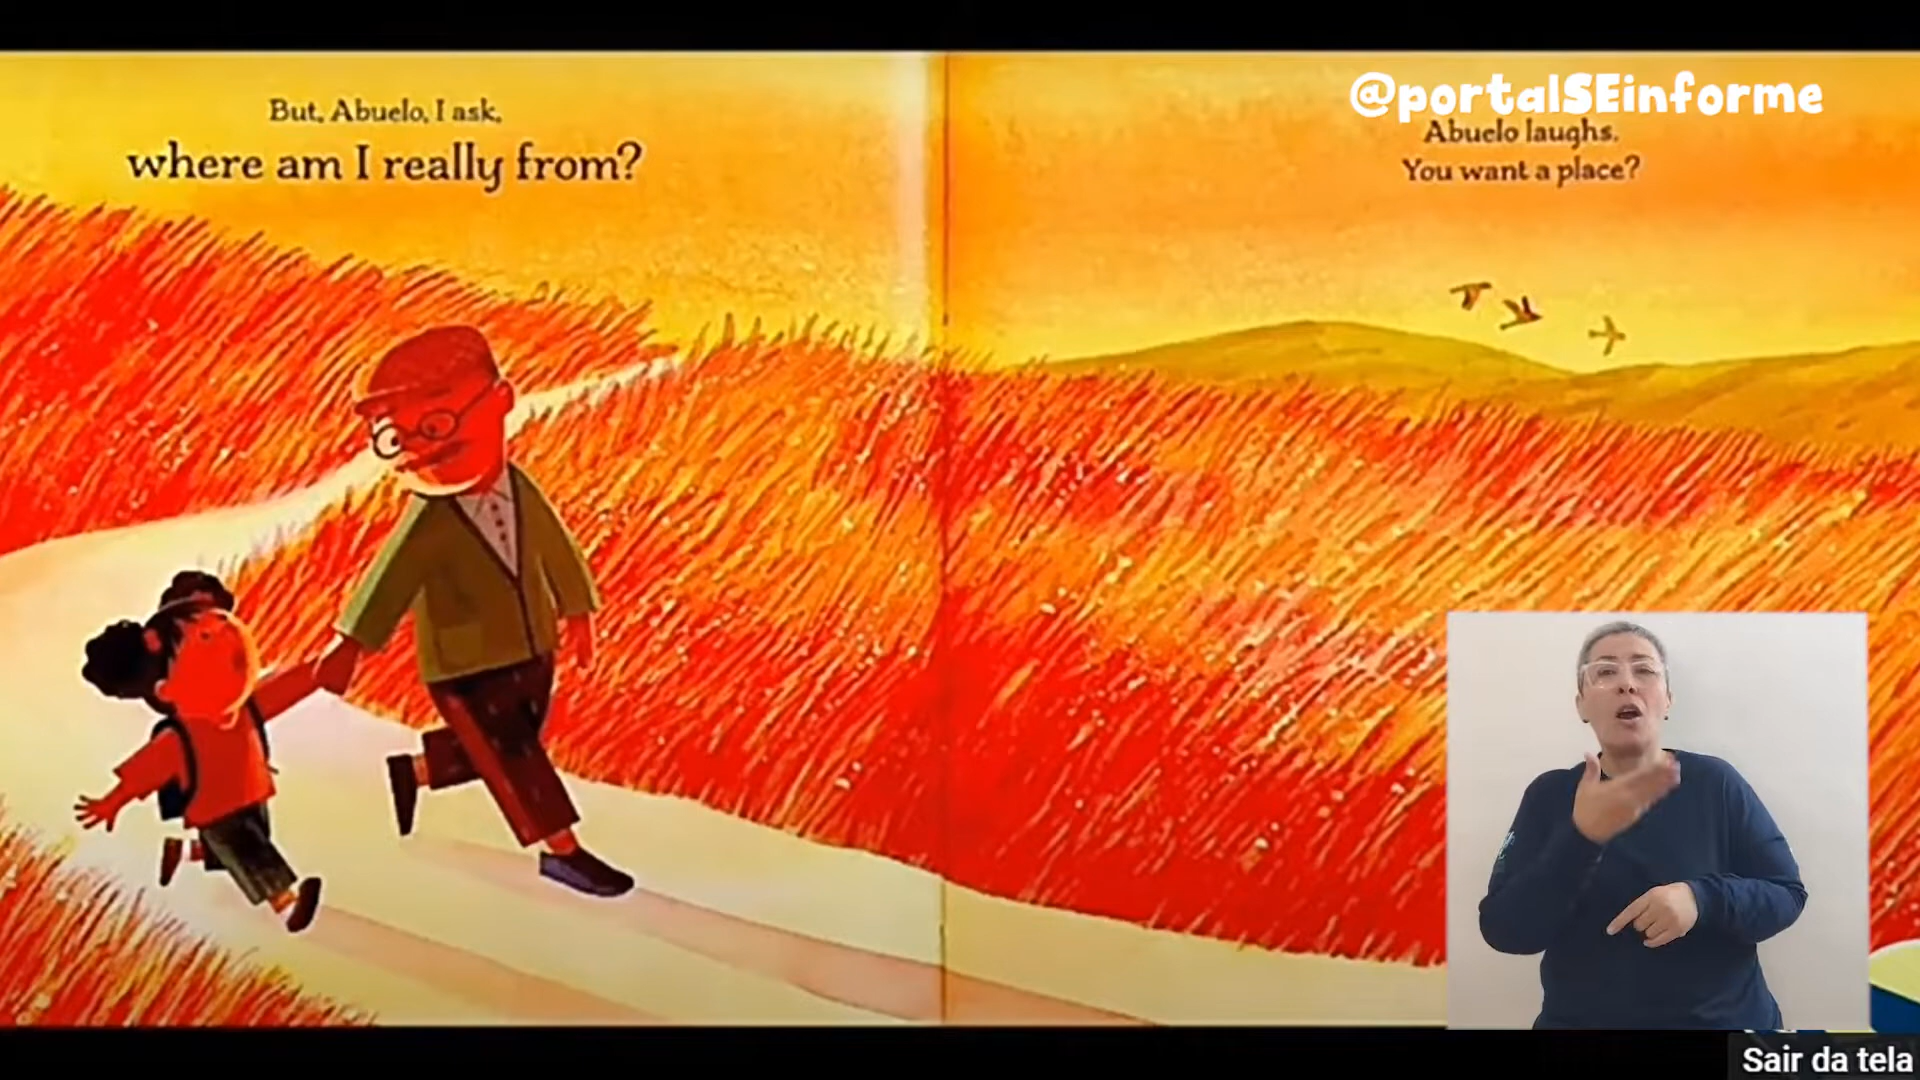 But, Abuelo, I ask,
where am I really from?
@portalSEinforme
Abuelo laughs.
You want a place?
Sair da tela